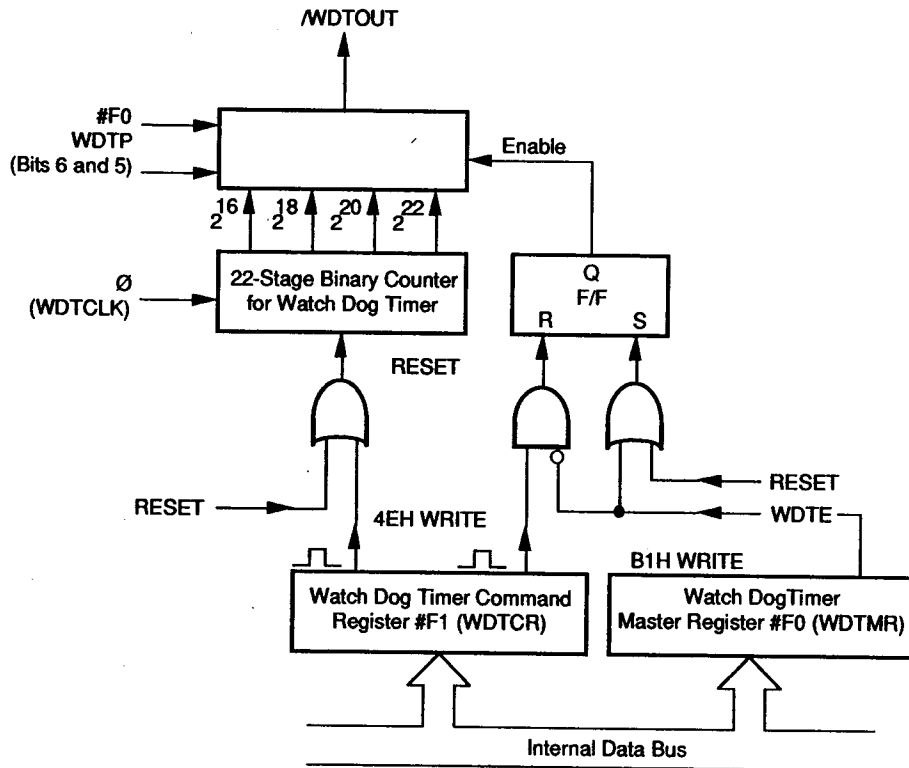 /WDTOUT
#F0
WDTP
(Bits 6 and 5)
Enable
2^16
2^18
2^20
2^22
Ø
(WDTCLK)
22-Stage Binary Counter
for Watch Dog Timer
Q
F/F
R
S
RESET
RESET
RESET
WDTE
4EH WRITE
B1H WRITE
Watch Dog Timer Command
Register #F1 (WDTCR)
Watch DogTimer
Master Register #F0 (WDTMR)
Internal Data Bus